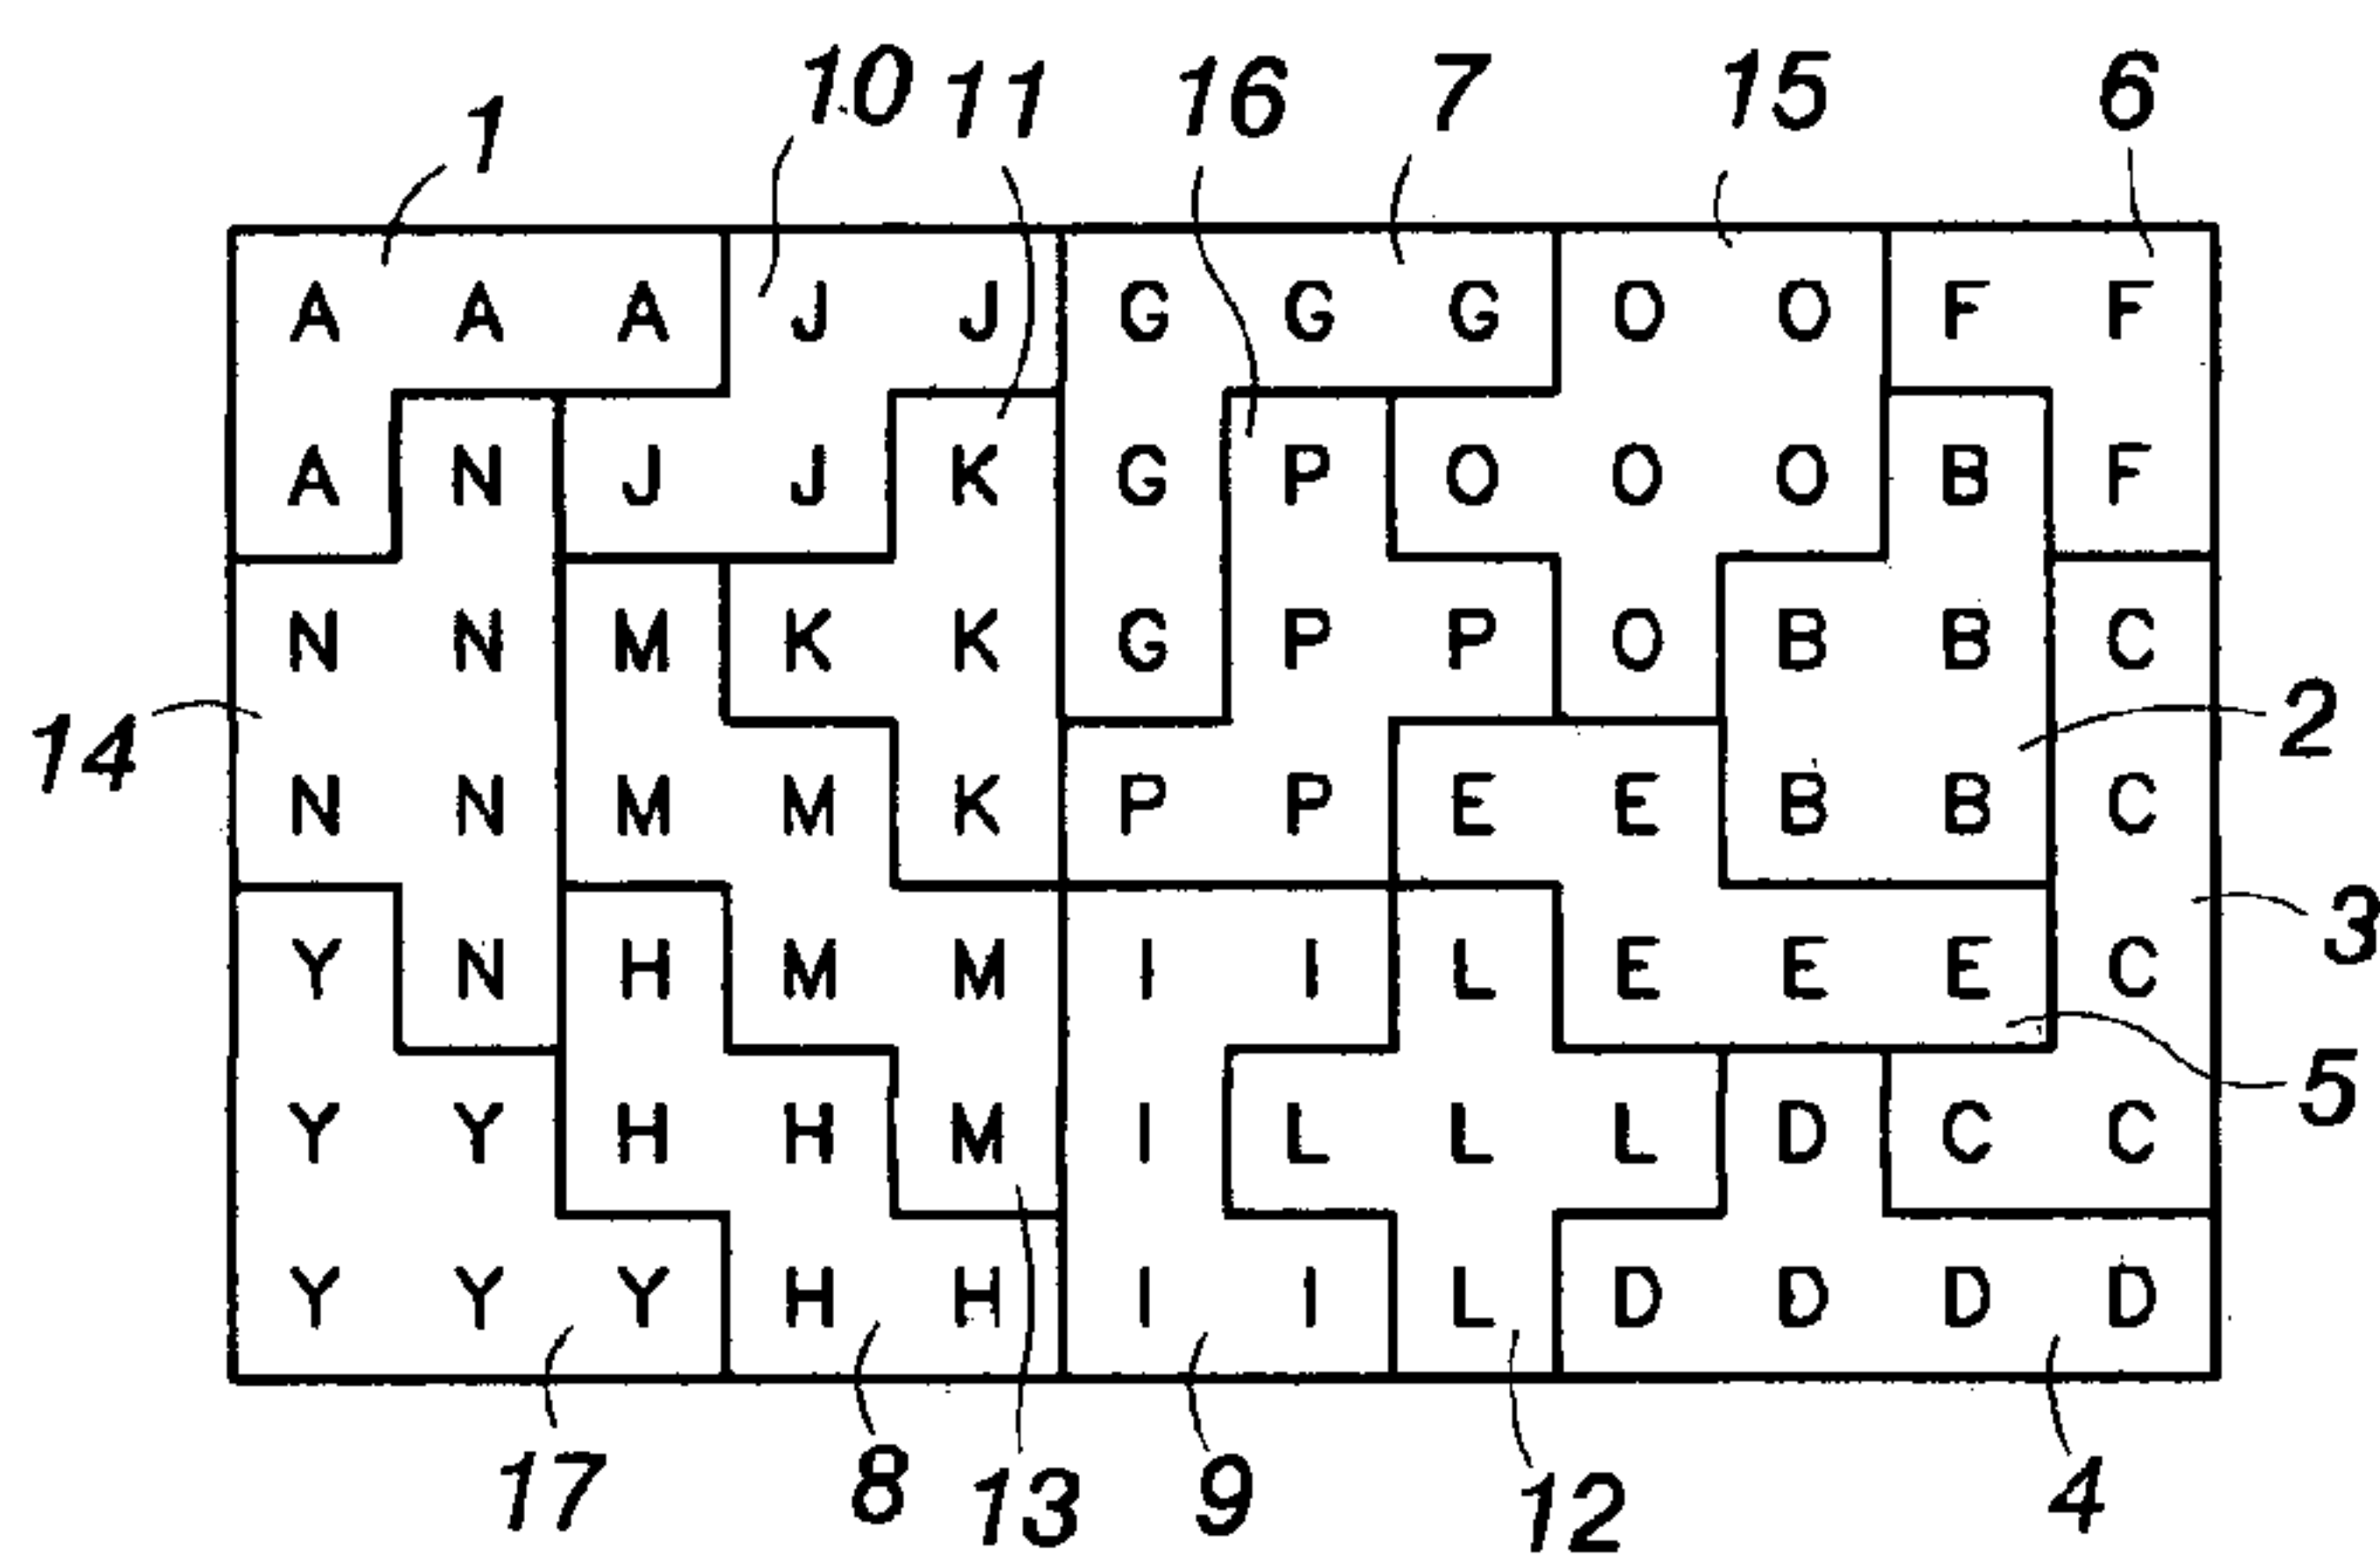 1 10 11 16 7 15 6
A A A J J G G G O O F F
A N J J K G P O O O B F
N N M K K G P P O B B C
14 2
N N M M K P P E E B B C
3
Y N H M M I I L E E E C
5
Y Y H H M I L L L D C C
Y Y Y H H I I L D D D D
17 8 13 9 12 4